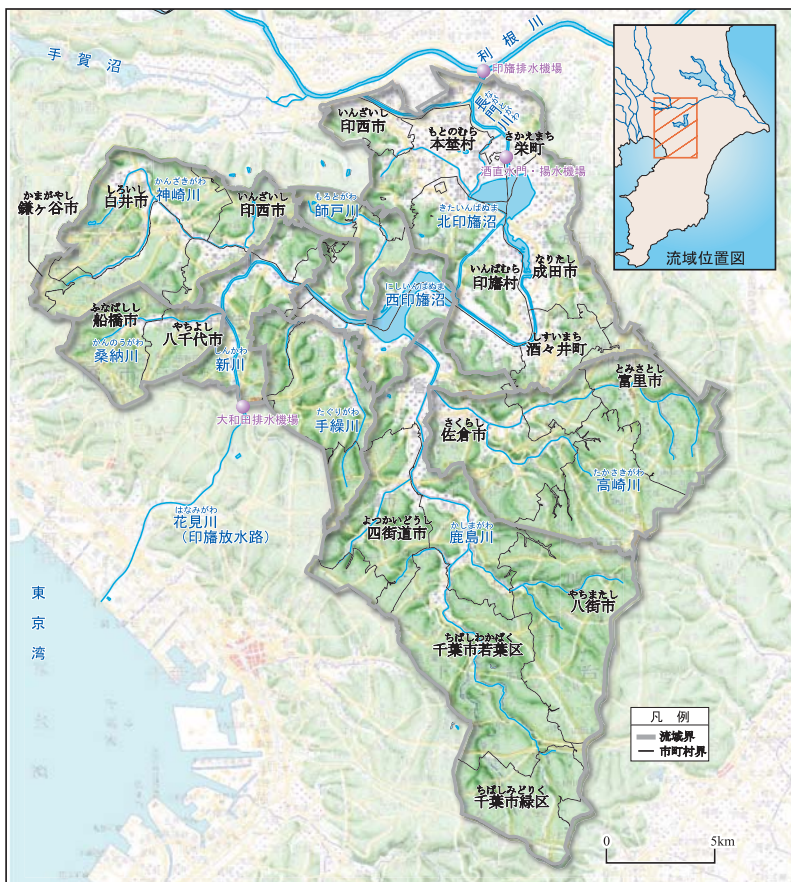 手賀沼
利根川
印旛排水機場
ながとがわ
長門川
いんざいし
印西市
もとのむら
本埜村
さかえまち
栄町
酒直水門・揚水機場
かまがやし
鎌ヶ谷市
しろいし
白井市
かんざきがわ
神崎川
いんざいし
印西市
もろとがわ
師戸川
きたいんばぬま
北印旛沼
いんばむら
印旛村
なりたし
成田市
にしいんばぬま
西印旛沼
ふなばしし
船橋市
かんのうがわ
桑納川
やちよし
八千代市
しんかわ
新川
しすいまち
酒々井町
とみさとし
富里市
大和田排水機場
たぐりがわ
手繰川
さくらし
佐倉市
たかさきがわ
高崎川
はなみがわ
花見川
(印旛放水路)
よつかいどうし
四街道市
かしまがわ
鹿島川
やちまたし
八街市
東京湾
ちばしわかばく
千葉市若葉区
ちばしみどりく
千葉市緑区
流域位置図
凡 例
流域界
市町村界
0 5km